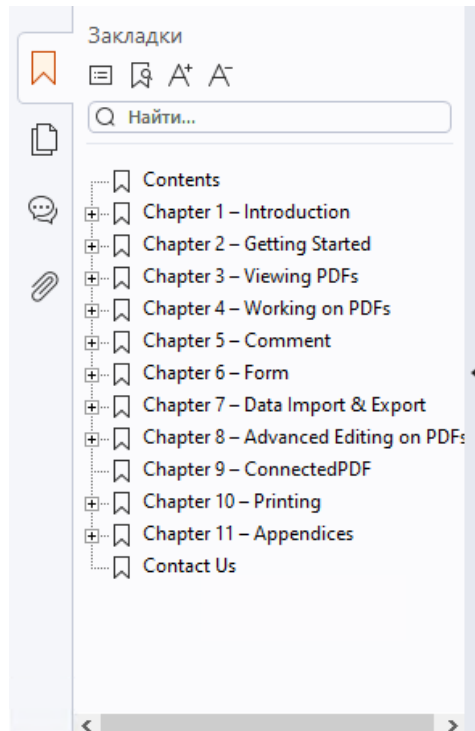 Закладки
A+ A-
Найти...
Contents
Chapter 1 – Introduction
Chapter 2 – Getting Started
Chapter 3 – Viewing PDFs
Chapter 4 – Working on PDFs
Chapter 5 – Comment
Chapter 6 – Form
Chapter 7 – Data Import & Export
Chapter 8 – Advanced Editing on PDFs
Chapter 9 – ConnectedPDF
Chapter 10 – Printing
Chapter 11 – Appendices
Contact Us